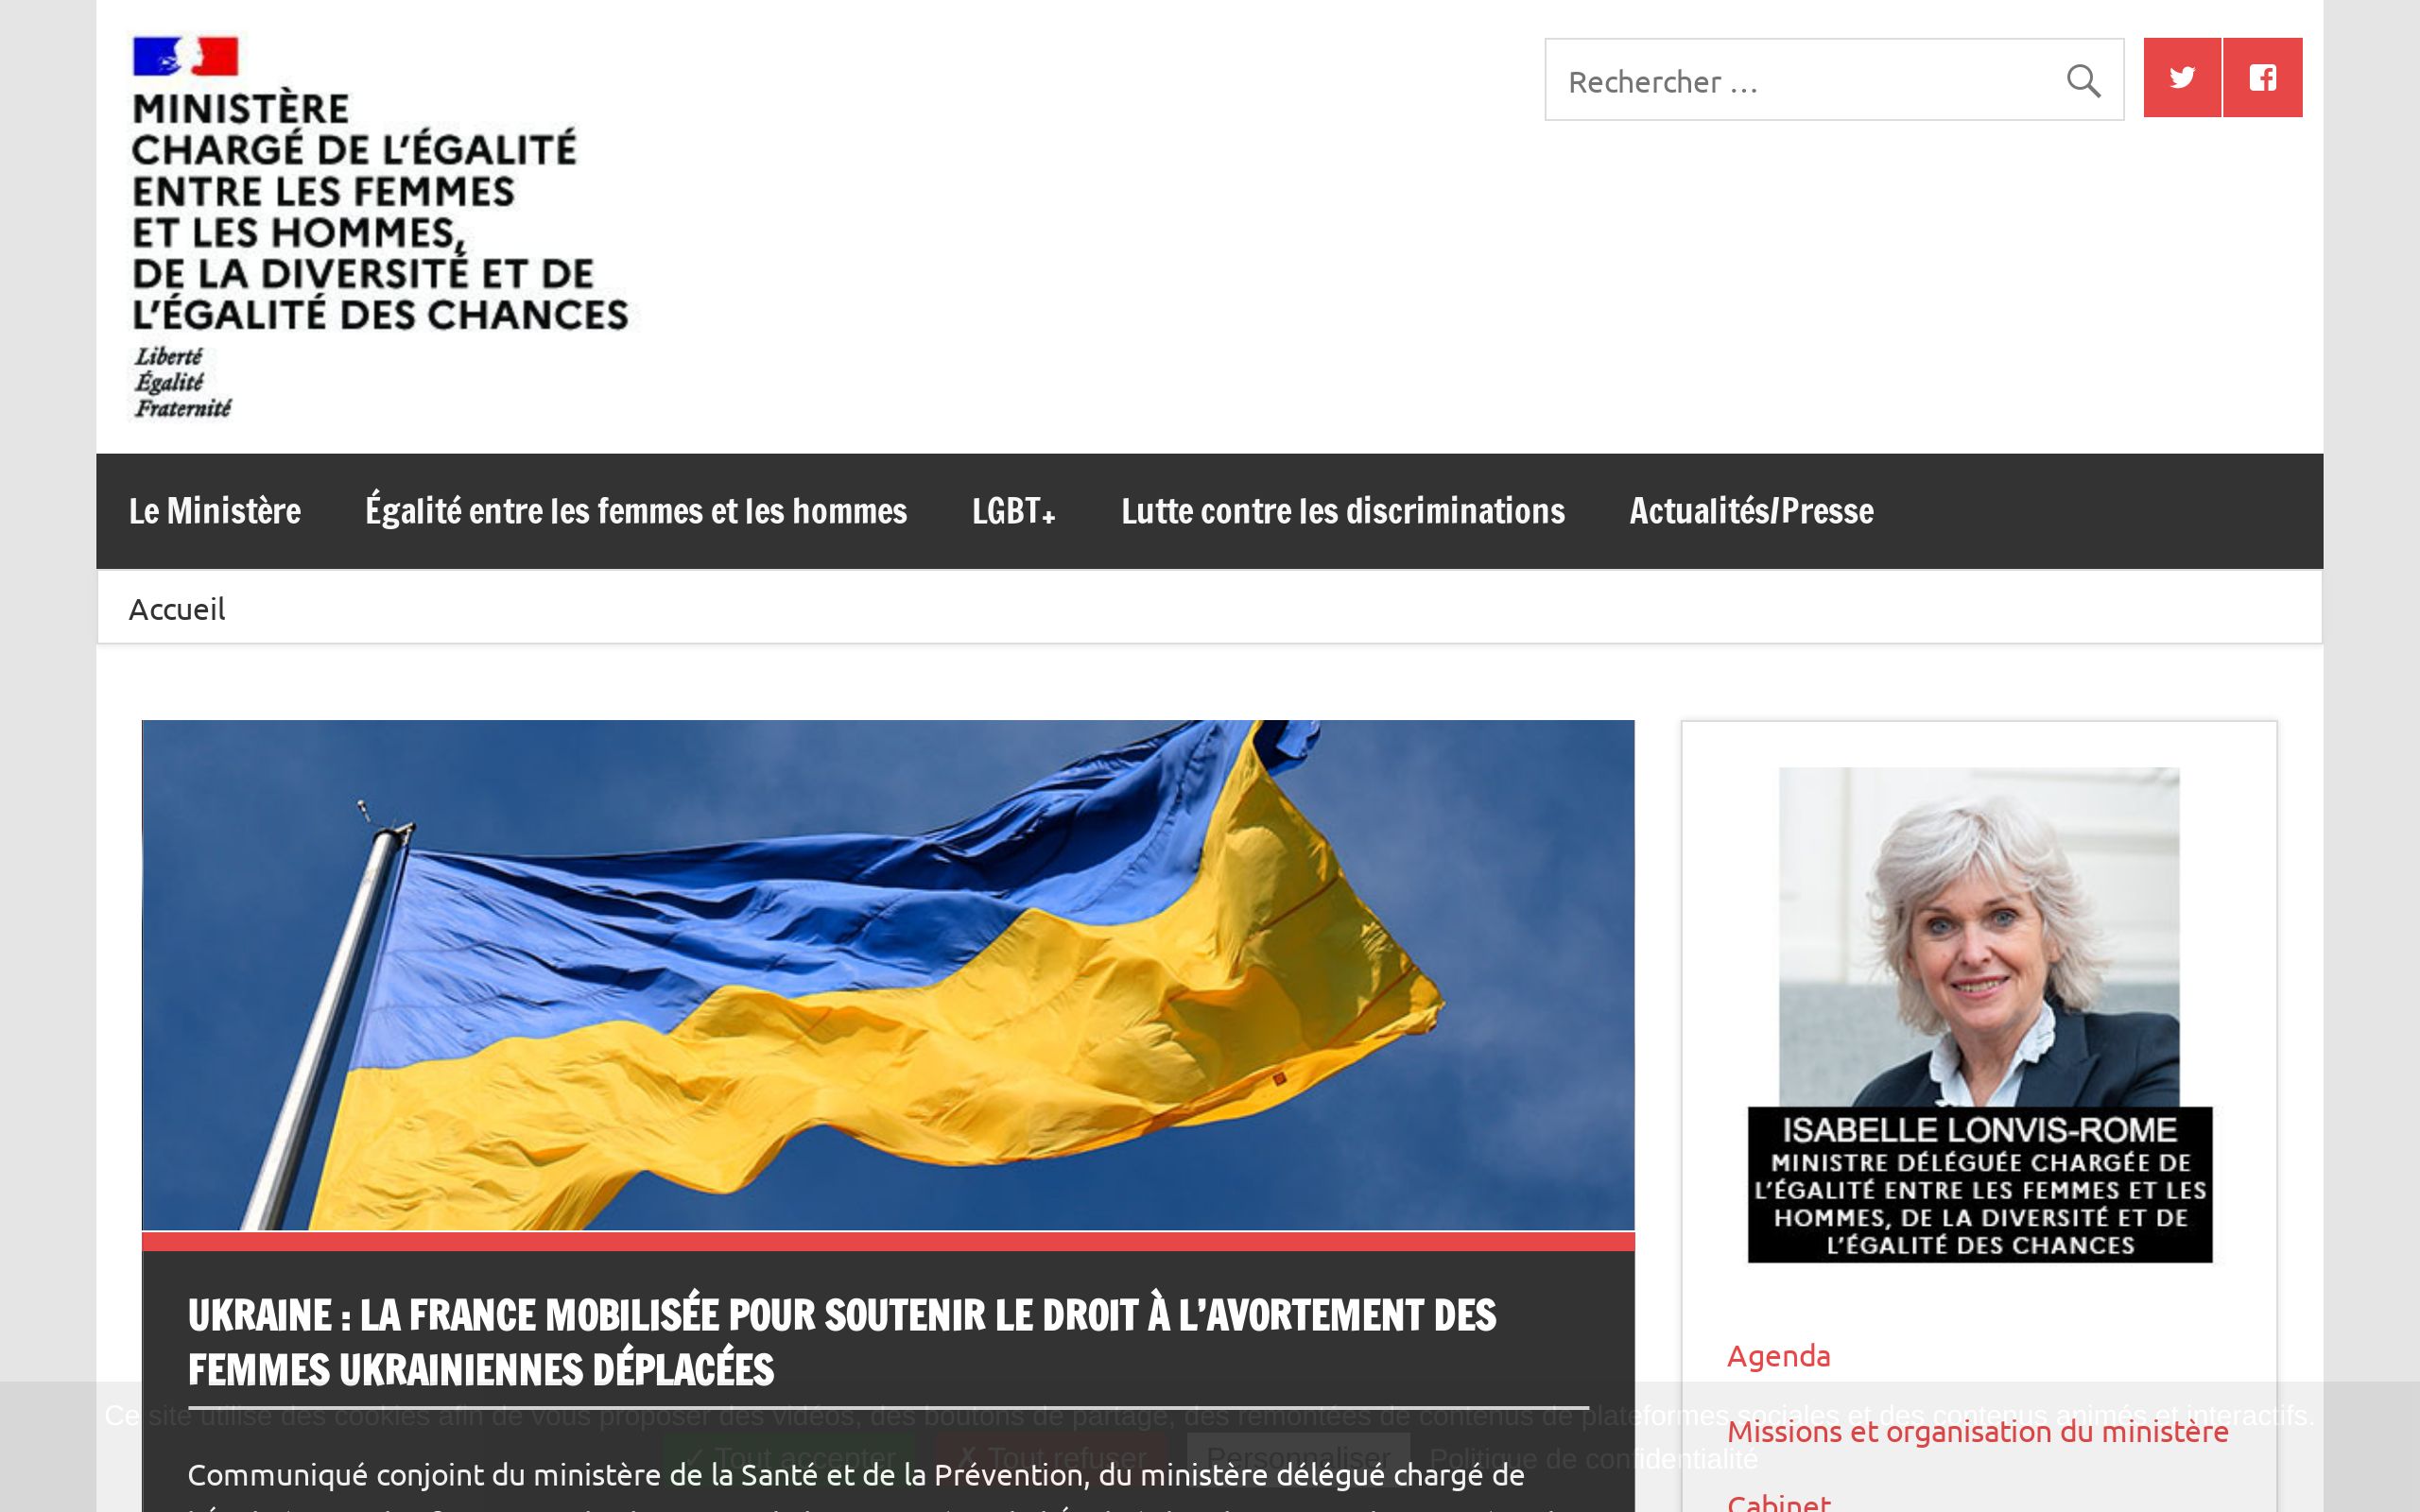 MINISTÈRE
CHARGÉ DE L'ÉGALITÉ
ENTRE LES FEMMES
ET LES HOMMES,
DE LA DIVERSITÉ ET DE
L'ÉGALITÉ DES CHANCES
Liberté
Égalité
Fraternité
Rechercher …
Le Ministère
Égalité entre les femmes et les hommes
LGBT+
Lutte contre les discriminations
Actualités/Presse
Accueil
ISABELLE LONVIS-ROME
MINISTRE DÉLÉGUÉE CHARGÉE DE
L'ÉGALITÉ ENTRE LES FEMMES ET LES
HOMMES, DE LA DIVERSITÉ ET DE
L'ÉGALITÉ DES CHANCES
UKRAINE : LA FRANCE MOBILISÉE POUR SOUTENIR LE DROIT À L’AVORTEMENT DES
FEMMES UKRAINIENNES DÉPLACÉES
Communiqué conjoint du ministère de la Santé et de la Prévention, du ministère délégué chargé de
Agenda
Missions et organisation du ministère
Cabinet
Ce site utilise des cookies afin de vous proposer des vidéos, des boutons de partage, des remontées de contenus de plateformes sociales et des contenus animés et interactifs.
✓ Tout accepter
✗ Tout refuser
Personnaliser
Politique de confidentialité